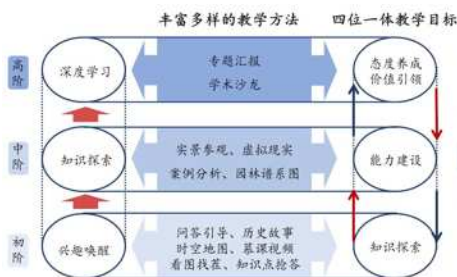 丰富多样的教学方法 四位一体教学目标
高阶
深度学习
专题汇报
学术沙龙
态度养成
价值引领
中阶
知识探索
实景参观、虚拟现实
案例分析、园林谱系图
能力建设
初阶
兴趣唤醒
问答引导、历史故事
时空地图、慕课视频
看图找茬、知识点抢答
知识探索